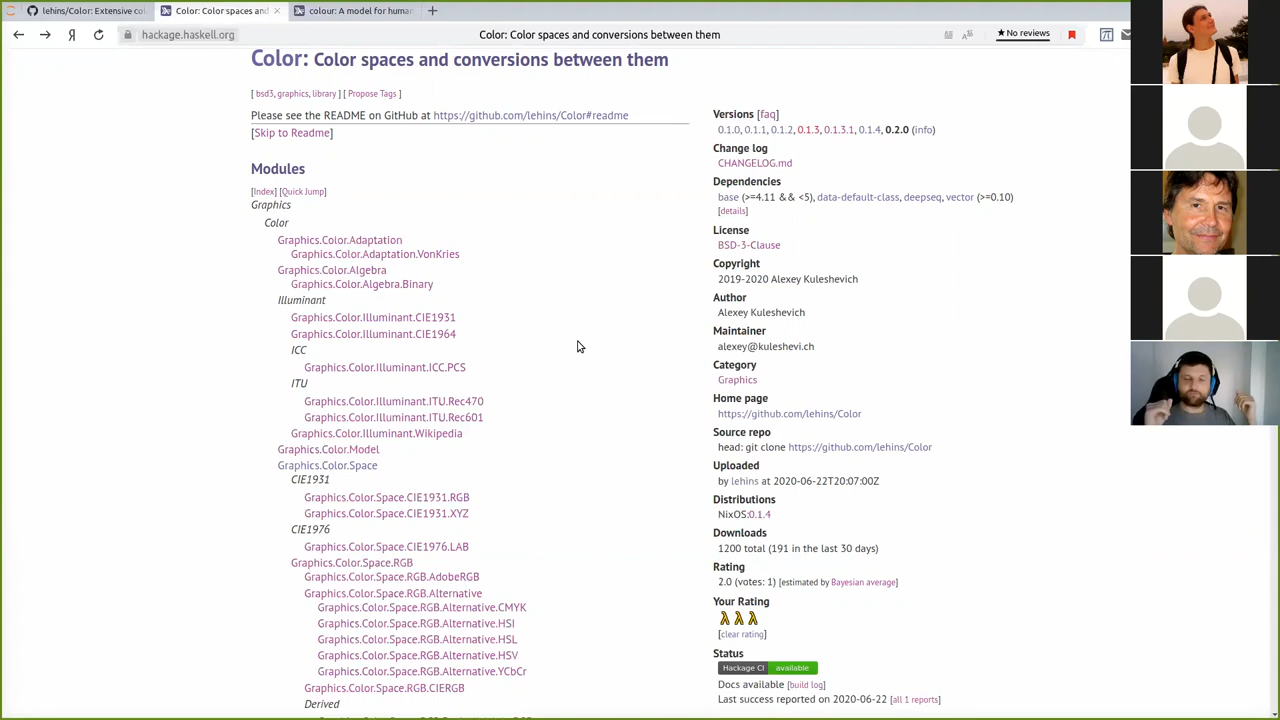 lehins/Color: Extensive co
Color: Color spaces and
colour: A model for human
hackage.haskell.org
Color: Color spaces and conversions between them
No reviews
Color: Color spaces and conversions between them
[ bsd3, graphics, library ] [ Propose Tags ]
Please see the README on GitHub at https://github.com/lehins/Color#readme
[Skip to Readme]
Modules
[Index] [Quick Jump]
Graphics
Color
Graphics.Color.Adaptation
Graphics.Color.Adaptation.VonKries
Graphics.Color.Algebra
Graphics.Color.Algebra.Binary
Illuminant
Graphics.Color.Illuminant.CIE1931
Graphics.Color.Illuminant.CIE1964
ICC
Graphics.Color.Illuminant.ICC.PCS
ITU
Graphics.Color.Illuminant.ITU.Rec470
Graphics.Color.Illuminant.ITU.Rec601
Graphics.Color.Illuminant.Wikipedia
Graphics.Color.Model
Graphics.Color.Space
CIE1931
Graphics.Color.Space.CIE1931.RGB
Graphics.Color.Space.CIE1931.XYZ
CIE1976
Graphics.Color.Space.CIE1976.LAB
Graphics.Color.Space.RGB
Graphics.Color.Space.RGB.AdobeRGB
Graphics.Color.Space.RGB.Alternative
Graphics.Color.Space.RGB.Alternative.CMYK
Graphics.Color.Space.RGB.Alternative.HSI
Graphics.Color.Space.RGB.Alternative.HSL
Graphics.Color.Space.RGB.Alternative.HSV
Graphics.Color.Space.RGB.Alternative.YCbCr
Graphics.Color.Space.RGB.CIERGB
Derived
Versions [faq]
0.1.0, 0.1.1, 0.1.2, 0.1.3, 0.1.3.1, 0.1.4, 0.2.0 (info)
Change log
CHANGELOG.md
Dependencies
base (>=4.11 && <5), data-default-class, deepseq, vector (>=0.10)
[details]
License
BSD-3-Clause
Copyright
2019-2020 Alexey Kuleshevich
Author
Alexey Kuleshevich
Maintainer
alexey@kuleshevi.ch
Category
Graphics
Home page
https://github.com/lehins/Color
Source repo
head: git clone https://github.com/lehins/Color
Uploaded
by lehins at 2020-06-22T20:07:00Z
Distributions
NixOS:0.1.4
Downloads
1200 total (191 in the last 30 days)
Rating
2.0 (votes: 1) [estimated by Bayesian average]
Your Rating
λ λ λ
[clear rating]
Status
Hackage CI available
Docs available [build log]
Last success reported on 2020-06-22 [all 1 reports]